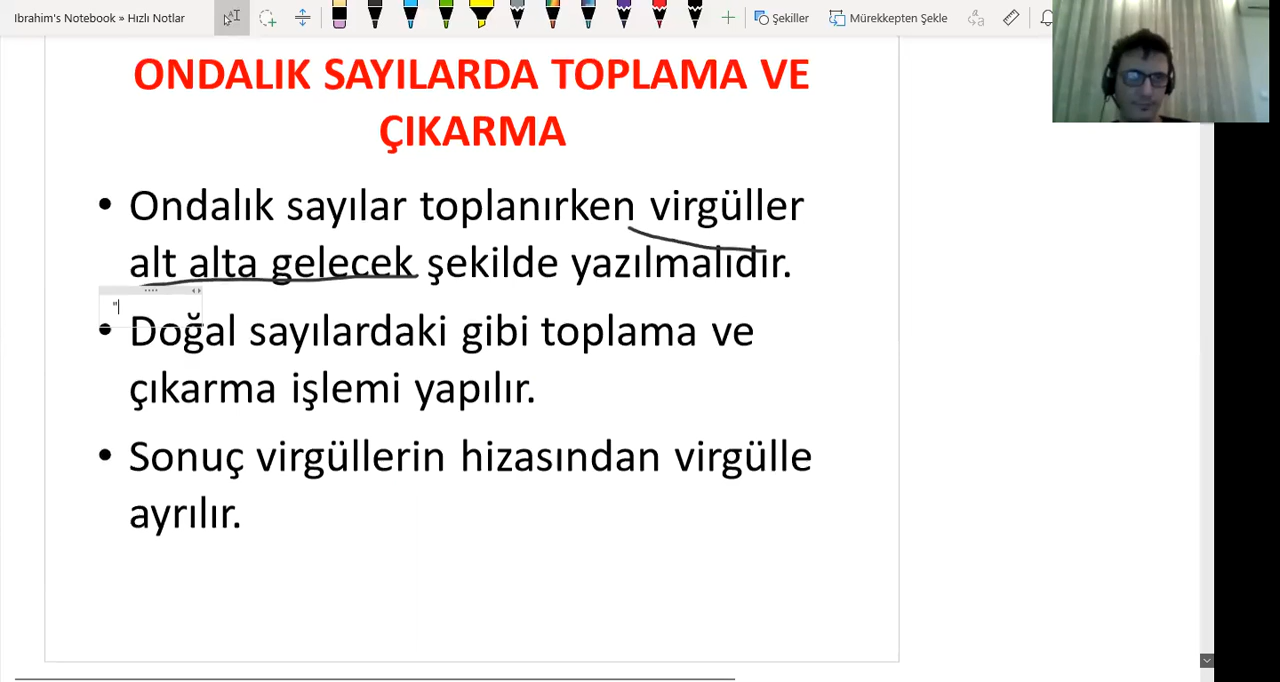 Ibrahim's Notebook » Hızlı Notlar
Şekiller
Mürekkepten Şekle
ONDALIK SAYILARDA TOPLAMA VE
ÇIKARMA
• Ondalık sayılar toplanırken virgüller
alt alta gelecek şekilde yazılmalıdır.
"
• Doğal sayılardaki gibi toplama ve
çıkarma işlemi yapılır.
• Sonuç virgüllerin hizasından virgülle
ayrılır.